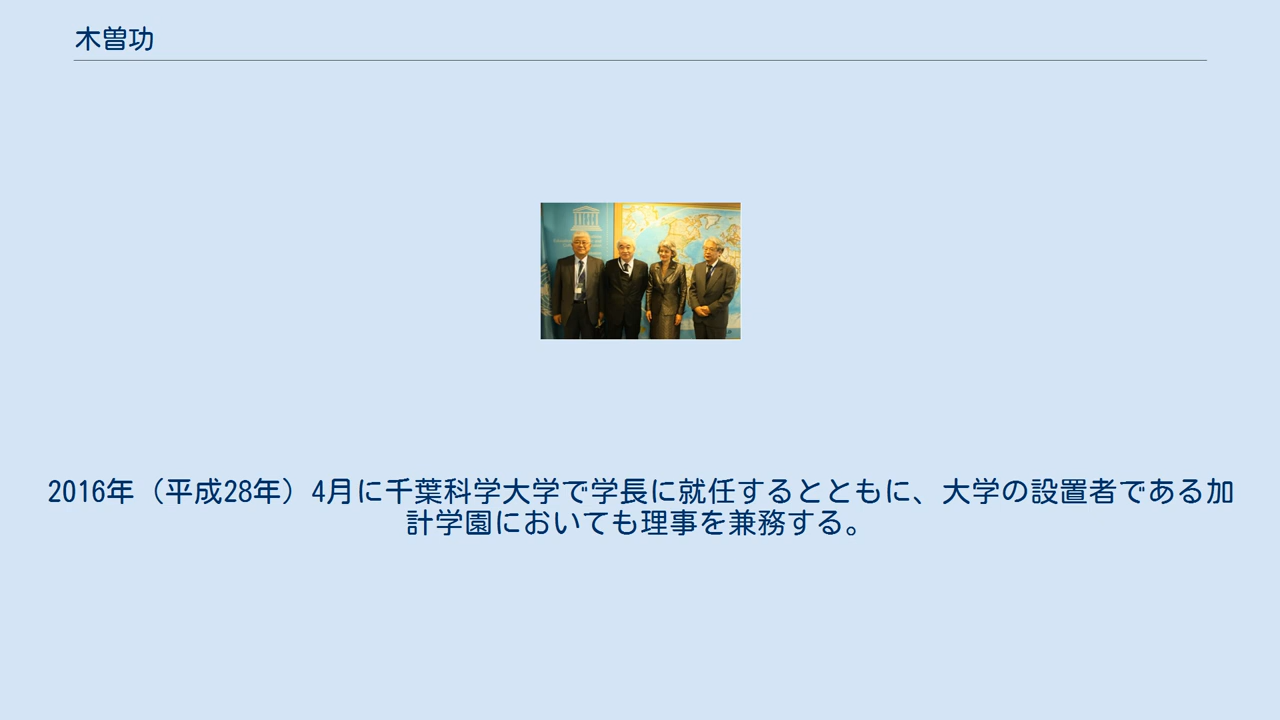 木曽功
2016年（平成28年）4月に千葉科学大学で学長に就任するとともに、大学の設置者である加
計学園においても理事を兼務する。